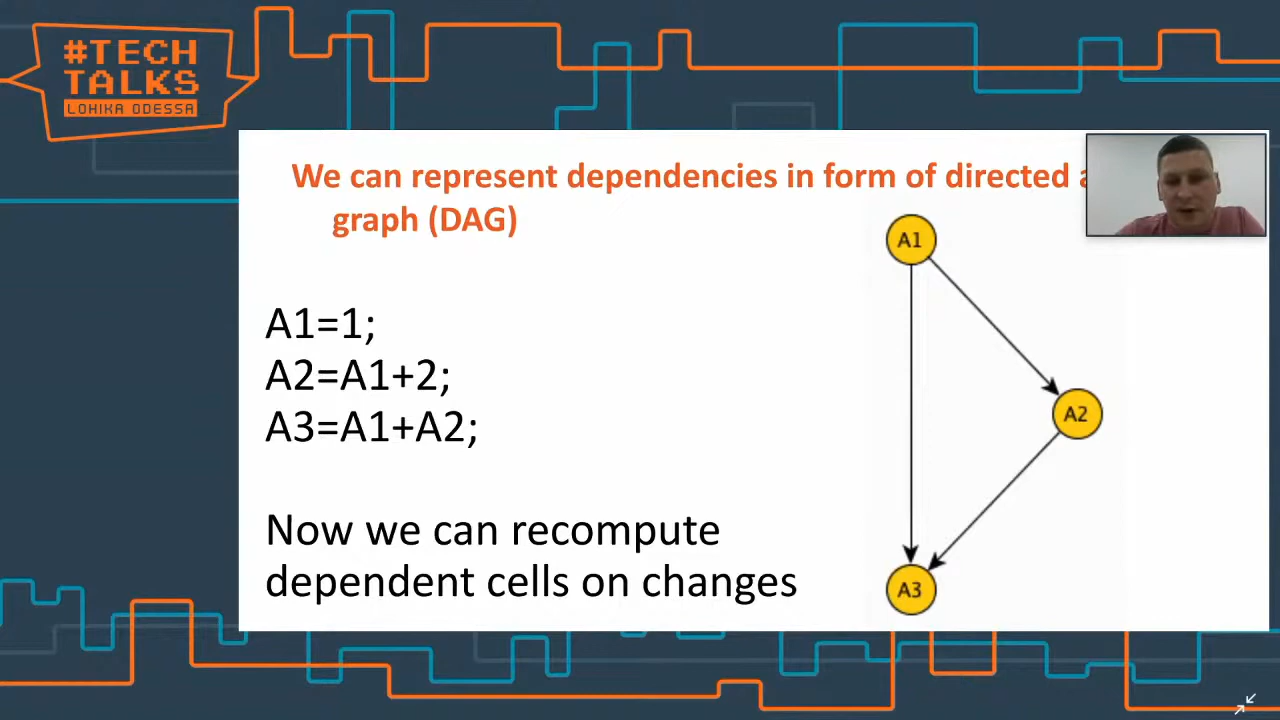 #TECH
TALKS
LOHIKA ODESSA
We can represent dependencies in form of directed
graph (DAG)
A1=1;
A2=A1+2;
A3=A1+A2;
Now we can recompute
dependent cells on changes
A1
A2
A3